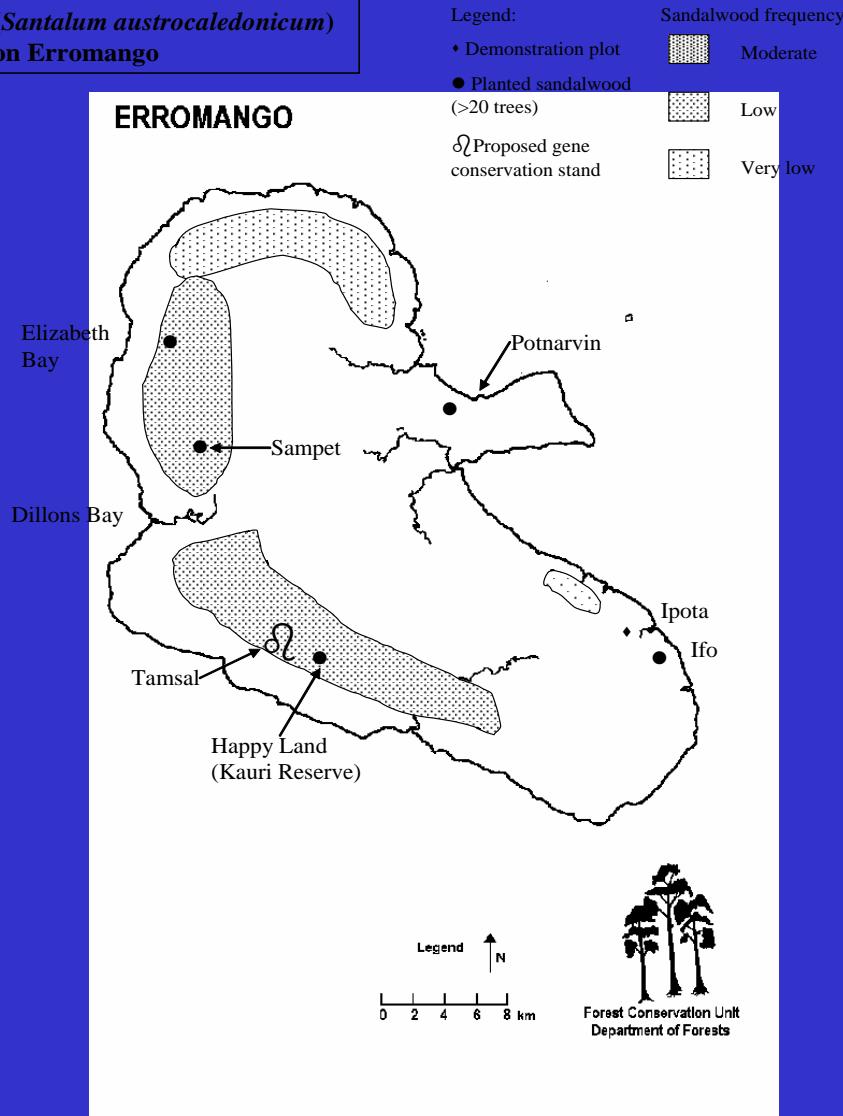 Santalum austrocaledonicum)
on Erromango
Legend:
Demonstration plot
Planted sandalwood
(>20 trees)
Proposed gene
conservation stand
Sandalwood frequency
Moderate
Low
Very low
ERROMANGO
Elizabeth
Bay
Potnarvin
Sampet
Dillons Bay
Ipota
Ifo
Tamsal
Happy Land
(Kauri Reserve)
Legend
N
0 2 4 6 8 km
Forest Conservation Unit
Department of Forests